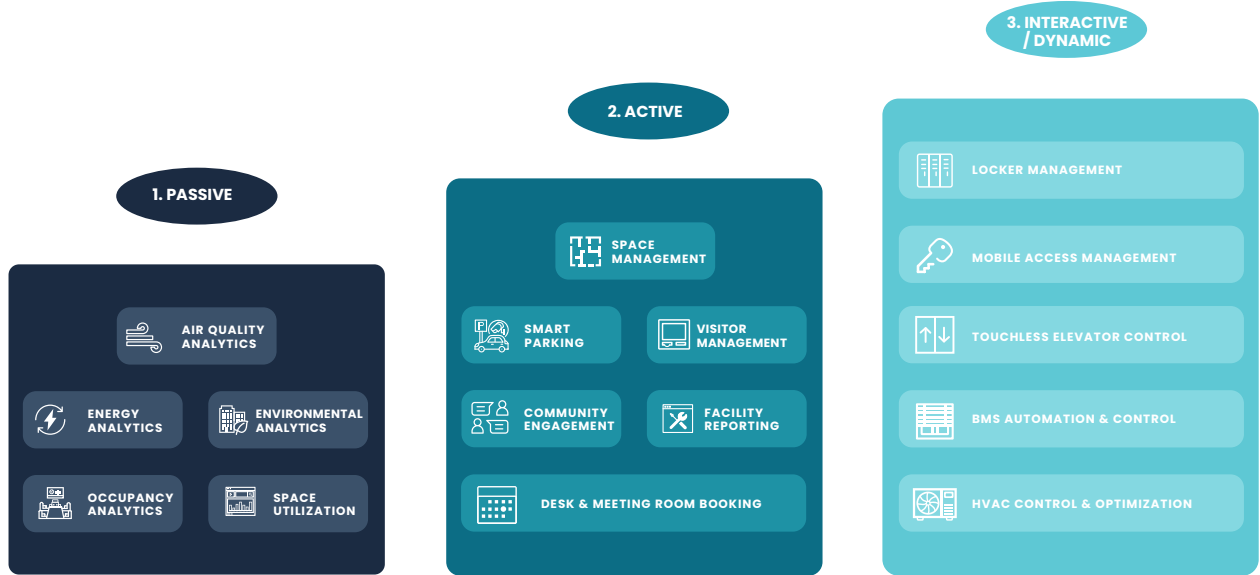 1. PASSIVE
AIR QUALITY
ANALYTICS
ENERGY
ANALYTICS
ENVIRONMENTAL
ANALYTICS
OCCUPANCY
ANALYTICS
SPACE
UTILIZATION
2. ACTIVE
SPACE
MANAGEMENT
P
SMART
PARKING
VISITOR
MANAGEMENT
COMMUNITY
ENGAGEMENT
FACILITY
REPORTING
DESK & MEETING ROOM BOOKING
3. INTERACTIVE
/ DYNAMIC
LOCKER MANAGEMENT
MOBILE ACCESS MANAGEMENT
TOUCHLESS ELEVATOR CONTROL
BMS AUTOMATION & CONTROL
HVAC CONTROL & OPTIMIZATION